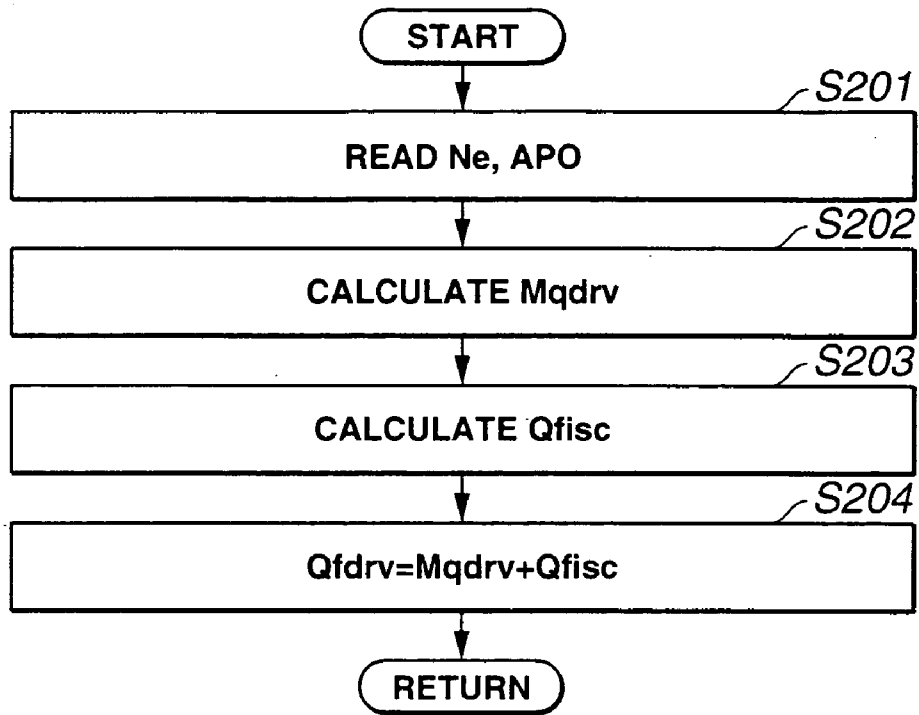 START
S201
READ Ne, APO
S202
CALCULATE Mqdrv
S203
CALCULATE Qfisc
S204
Qfdrv=Mqdrv+Qfisc
RETURN